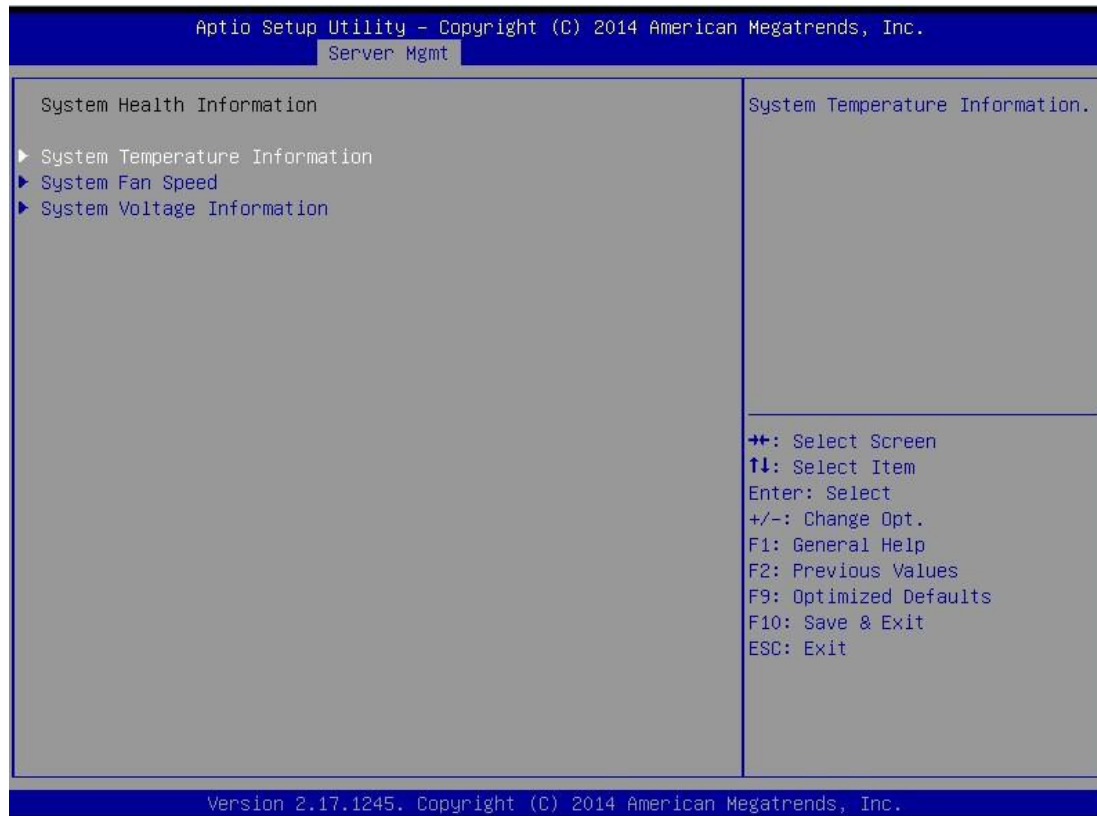 Aptio Setup Utility – Copyright (C) 2014 American Megatrends, Inc.
Server Mgmt
System Health Information
▶ System Temperature Information
▶ System Fan Speed
▶ System Voltage Information
System Temperature Information.
→←: Select Screen
↑↓: Select Item
Enter: Select
+/-: Change Opt.
F1: General Help
F2: Previous Values
F9: Optimized Defaults
F10: Save & Exit
ESC: Exit
Version 2.17.1245. Copyright (C) 2014 American Megatrends, Inc.